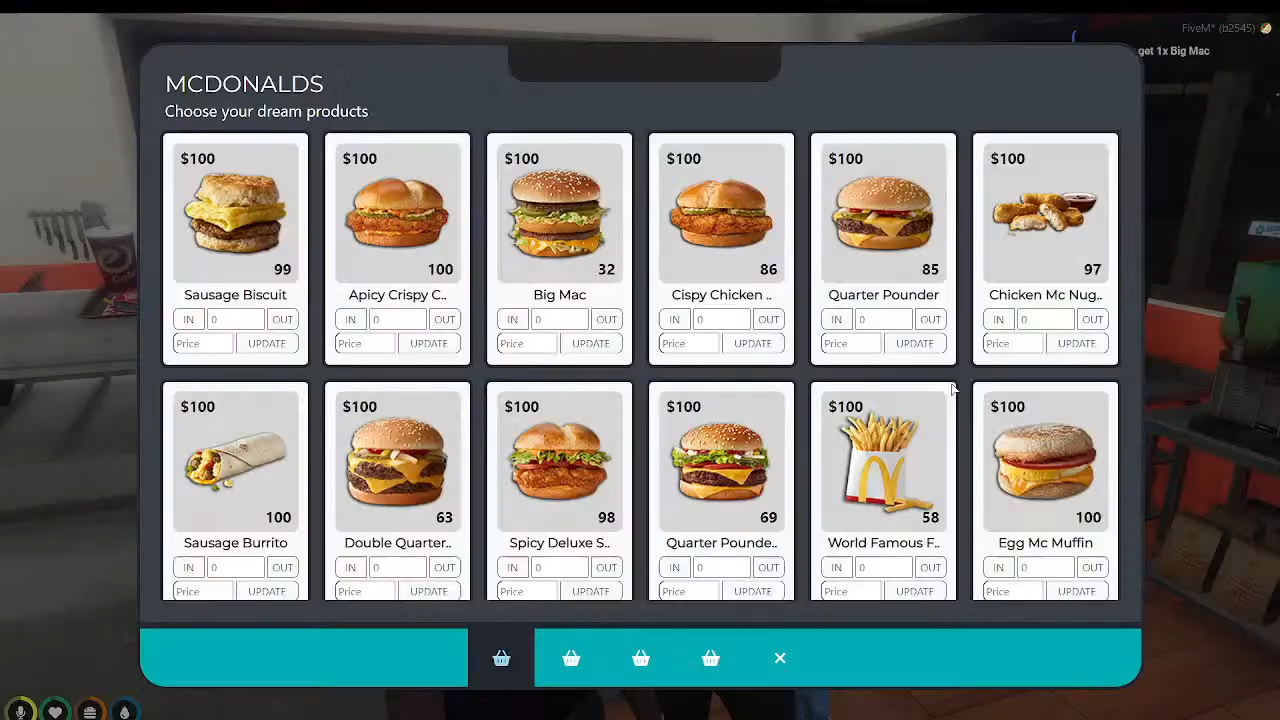 FiveM* (b2545)
get 1x Big Mac
MCDONALDS
Choose your dream products
$100 $100 $100 $100 $100 $100
99 100 32 86 85 97
Sausage Biscuit Apicy Crispy C.. Big Mac Cispy Chicken .. Quarter Pounder Chicken Mc Nug..
IN 0 OUT IN 0 OUT IN 0 OUT IN 0 OUT IN 0 OUT IN 0 OUT
Price UPDATE Price UPDATE Price UPDATE Price UPDATE Price UPDATE Price UPDATE
$100 $100 $100 $100 $100 $100
100 63 98 69 58 100
Sausage Burrito Double Quarter.. Spicy Deluxe S.. Quarter Pounde.. World Famous F.. Egg Mc Muffin
IN 0 OUT IN 0 OUT IN 0 OUT IN 0 OUT IN 0 OUT IN 0 OUT
Price UPDATE Price UPDATE Price UPDATE Price UPDATE Price UPDATE Price UPDATE